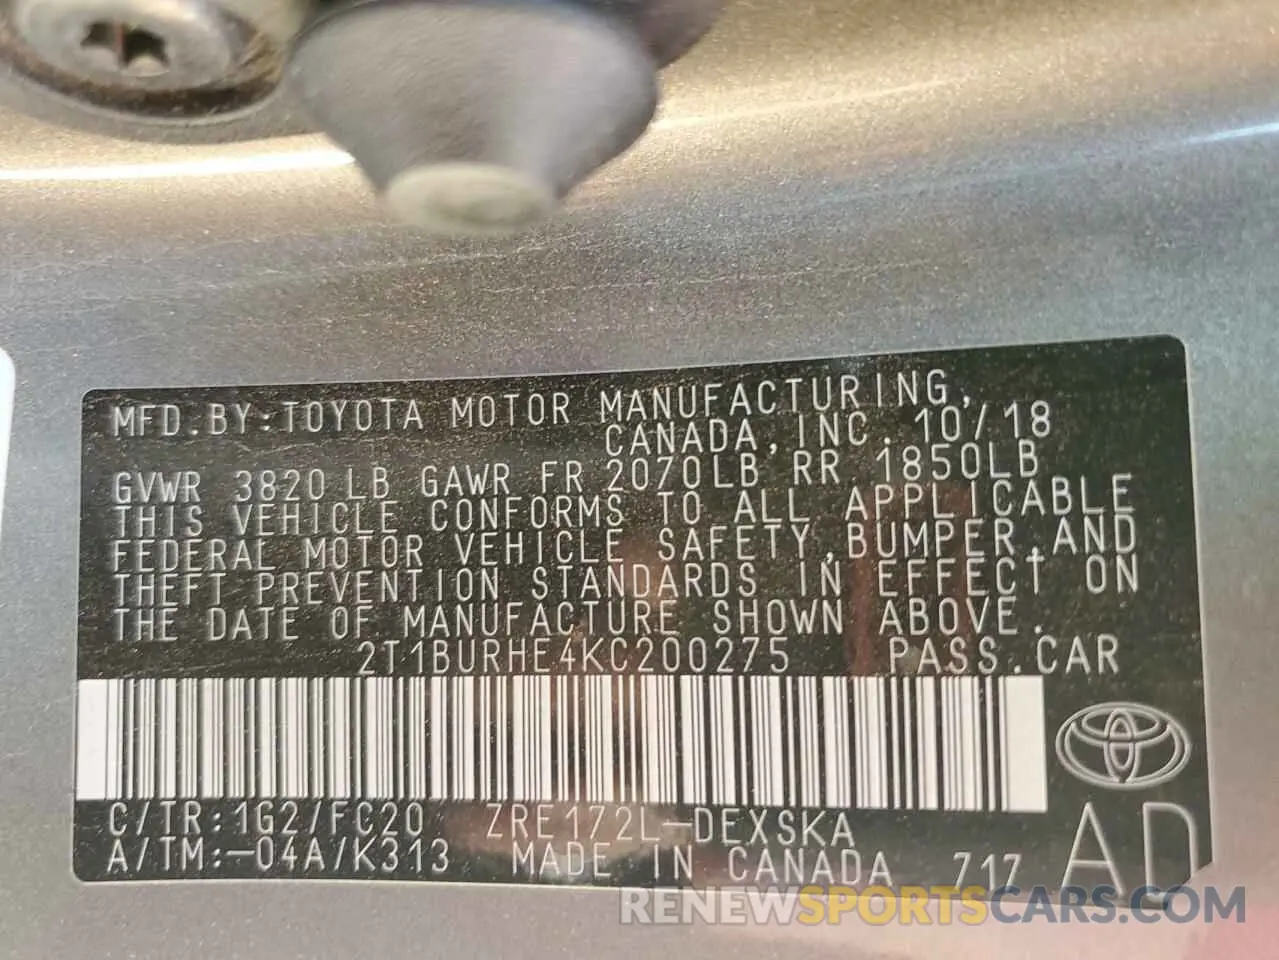 MFD.BY:TOYOTA MOTOR MANUFACTURING,
CANADA,INC. 10/18
GVWR 3820 LB GAWR FR 2070LB RR 1850LB
THIS VEHICLE CONFORMS TO ALL APPLICABLE
FEDERAL MOTOR VEHICLE SAFETY,BUMPER,AND
THEFT PREVENTION STANDARDS IN EFFECT ON
THE DATE OF MANUFACTURE SHOWN ABOVE.
2T1BURHE4KC200275 PASS.CAR
C/TR:1G2/FC20 ZRE172L-DEXSKA
A/TM:-04A/K313 MADE IN CANADA 717
AD
RENEWSPORTSCARS.COM